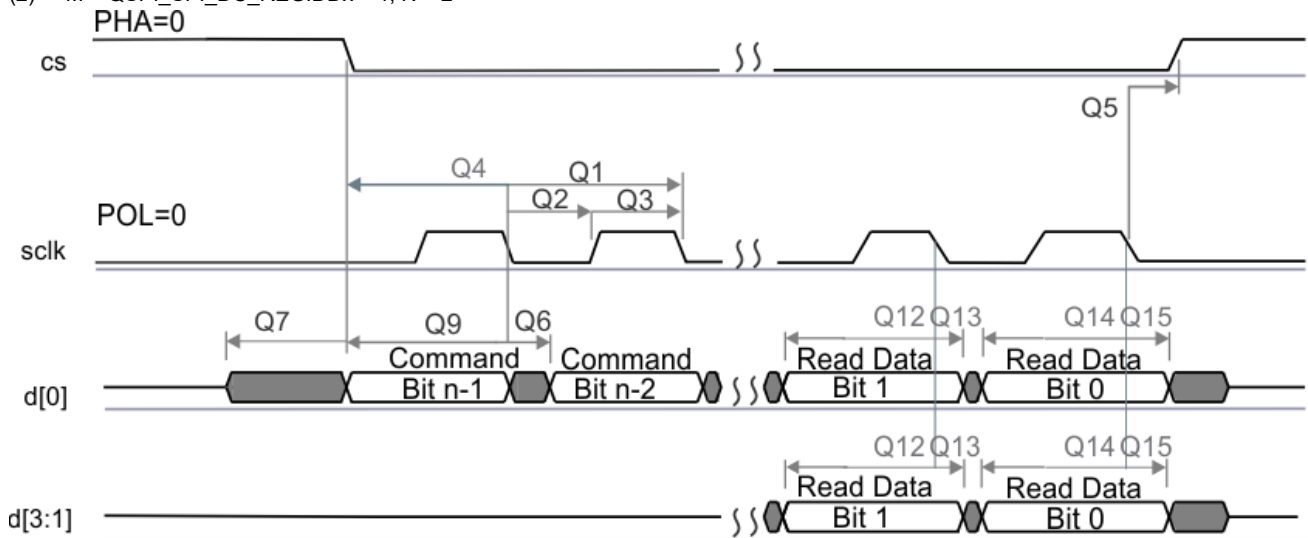 PHA=0
cs
Q5
Q4 Q1
Q2 Q3
POL=0
sclk
Q7 Q9 Q6 Q12 Q13 Q14 Q15
Command Command Read Data Read Data
d[0] Bit n-1 Bit n-2 Bit 1 Bit 0
Q12 Q13 Q14 Q15
Read Data Read Data
d[3:1] Bit 1 Bit 0